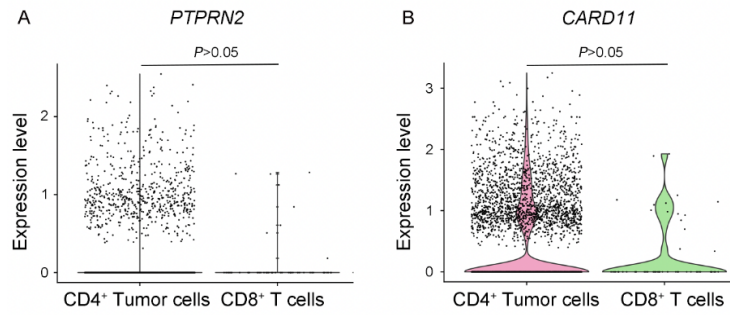 A
PTPRN2
P>0.05
Expression level
2
1
0
CD4⁺ Tumor cells
CD8⁺ T cells
B
CARD11
P>0.05
Expression level
3
2
1
0
CD4⁺ Tumor cells
CD8⁺ T cells